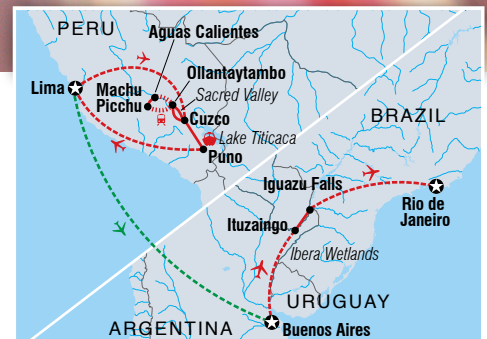 PERU
Aguas Calientes
Ollantaytambo
Lima
Machu
Picchu
Sacred Valley
Cuzco
Lake Titicaca
BRAZIL
Puno
Iguazu Falls
Rio de
Janeiro
Ituzaingo
Ibera Wetlands
URUGUAY
ARGENTINA
Buenos Aires